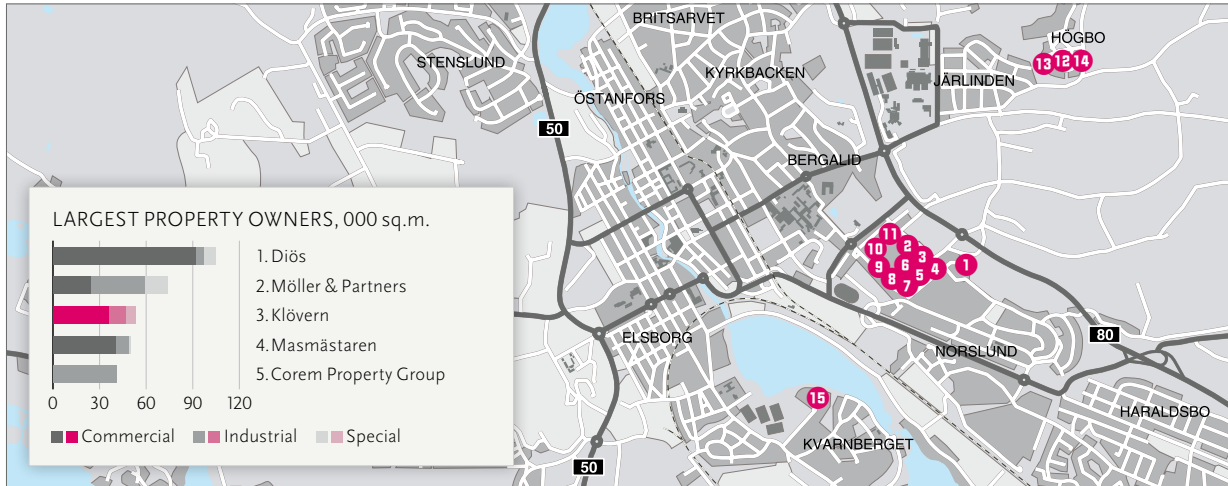 BRITSARVET
HÖGBO
STENSLUND
KYRKBACKEN
JÄRLINDEN
13 12 14
ÖSTANFORS
50
BERGALID
LARGEST PROPERTY OWNERS, 000 sq.m.
1. Diös
2. Möller & Partners
3. Klövern
4. Masmästaren
5. Corem Property Group
0 30 60 90 120
Commercial Industrial Special
11
10
2
3
9
6
4
1
8
5
7
ELSBORG
NORSLUND
80
15
HARALDSBO
KVARNBERGET
50